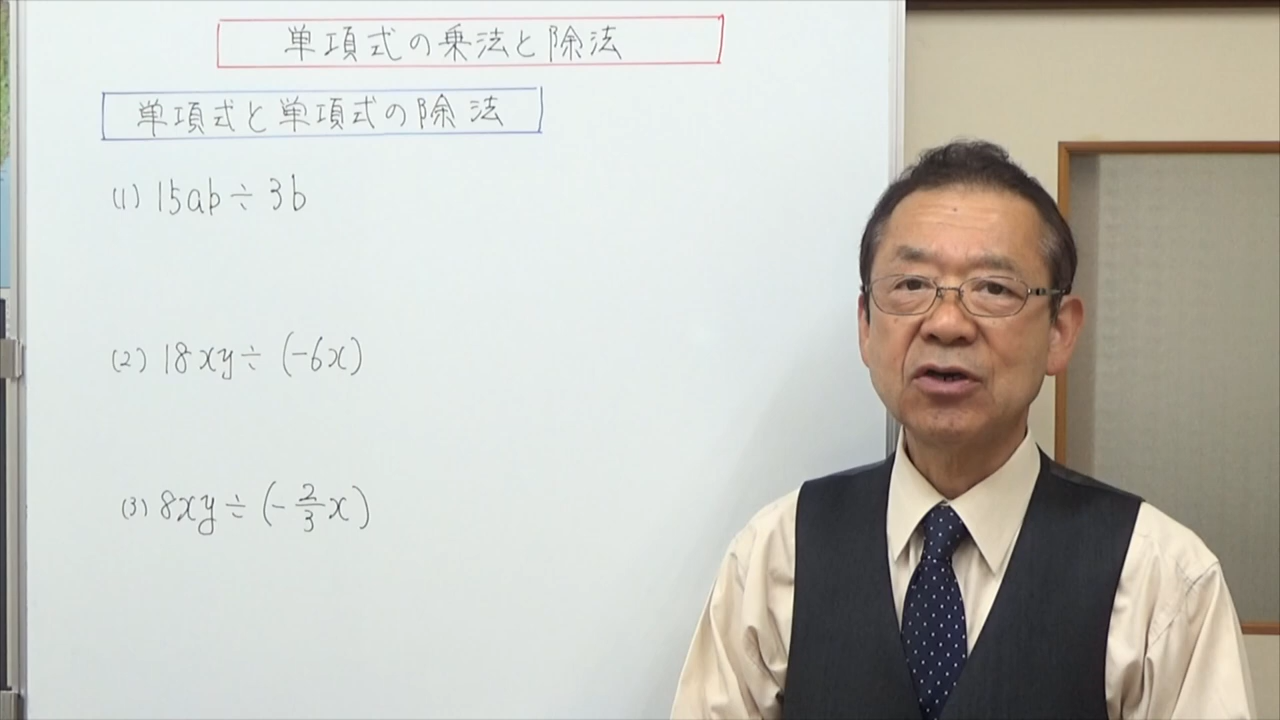 単項式の乗法と除法
単項式と単項式の除法
(1) 15ab÷3b
(2) 18xy÷(-6x)
(3) 8xy÷(-2/3x)